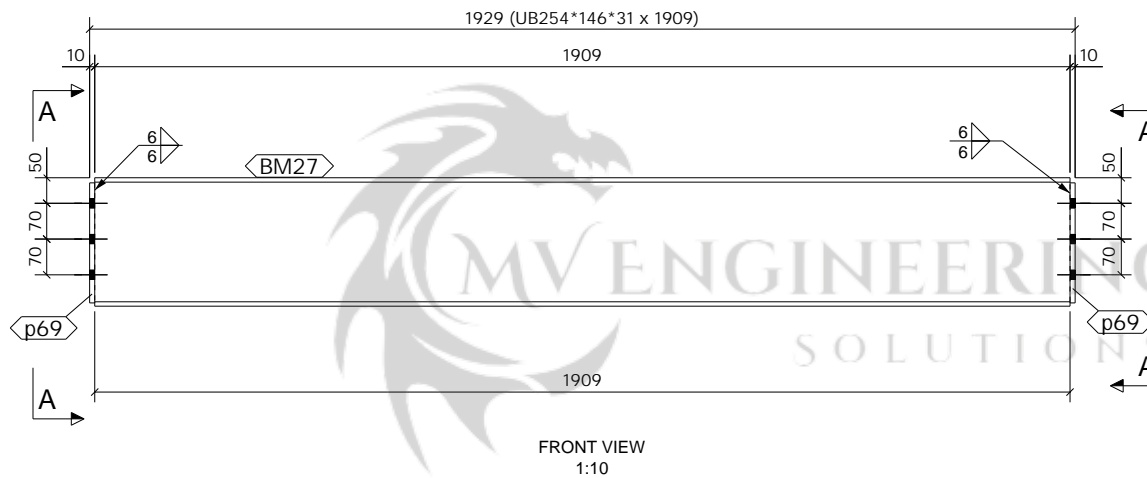 1929 (UB254*146*31 x 1909)
10
1909
10
A
A
6
6
6
6
50
BM27
50
70
70
70
70
MV ENGINEERING
p69
p69
SOLUTIONS
A
1909
A
FRONT VIEW
1:10